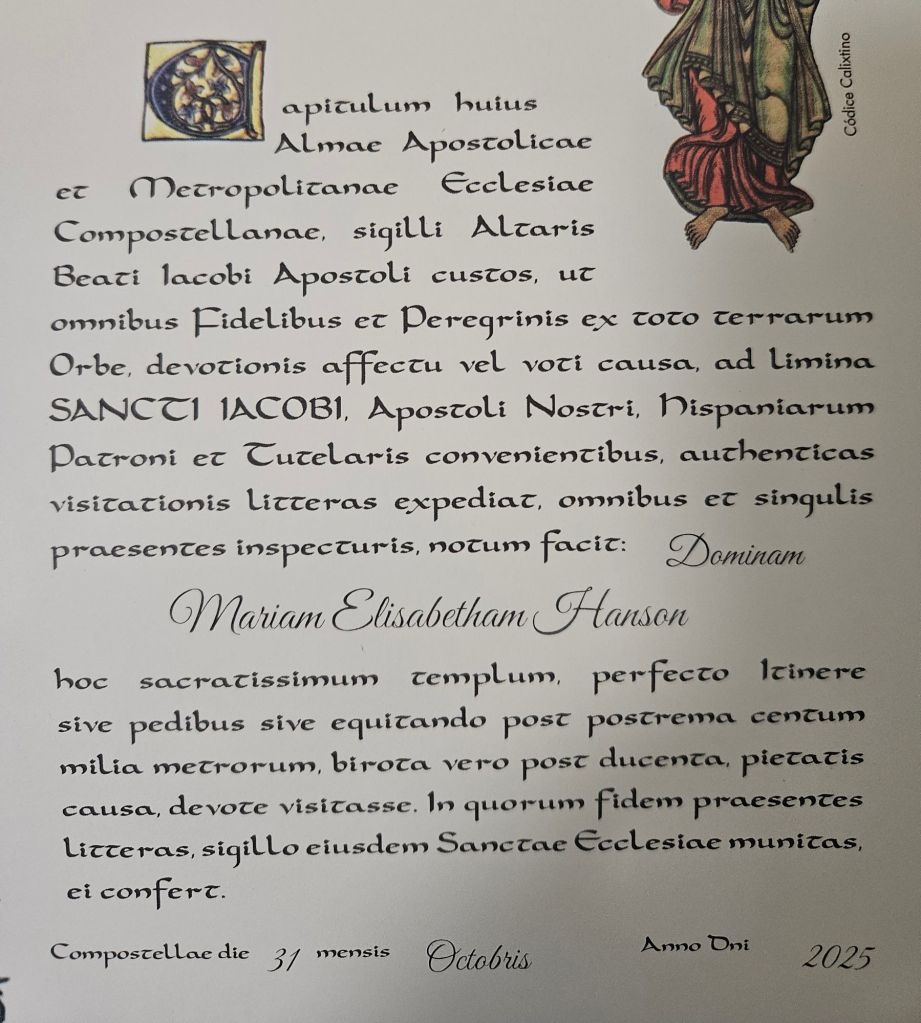 Capitulum huius
Almae Apostolicae
et Metropolitanae Ecclesiae
Compostellanae, sigilli Altaris
Beati Iacobi Apostoli custos, ut
omnibus Fidelibus et Peregrinis ex toto terrarum
Orbe, devotionis affectu vel voti causa, ad limina
SANCTI IACOBI, Apostoli Nostri, Hispaniarum
Patroni et Tutelaris convenientibus, authenticas
visitationis litteras expediat, omnibus et singulis
praesentes inspecturis, notum facit: Dominam
Mariam Elisabetham Hanson
hoc sacratissimum templum, perfecto Itinere
sive pedibus sive equitando post postrema centum
milia metrorum, birota vero post ducenta, pietatis
causa, devote visitasse. In quorum fidem praesentes
litteras, sigillo eiusdem Sanctae Ecclesiae munitas,
ei confert.
Compostellae die 31 mensis Octobris Anno Dni 2025
Códice Calixtino